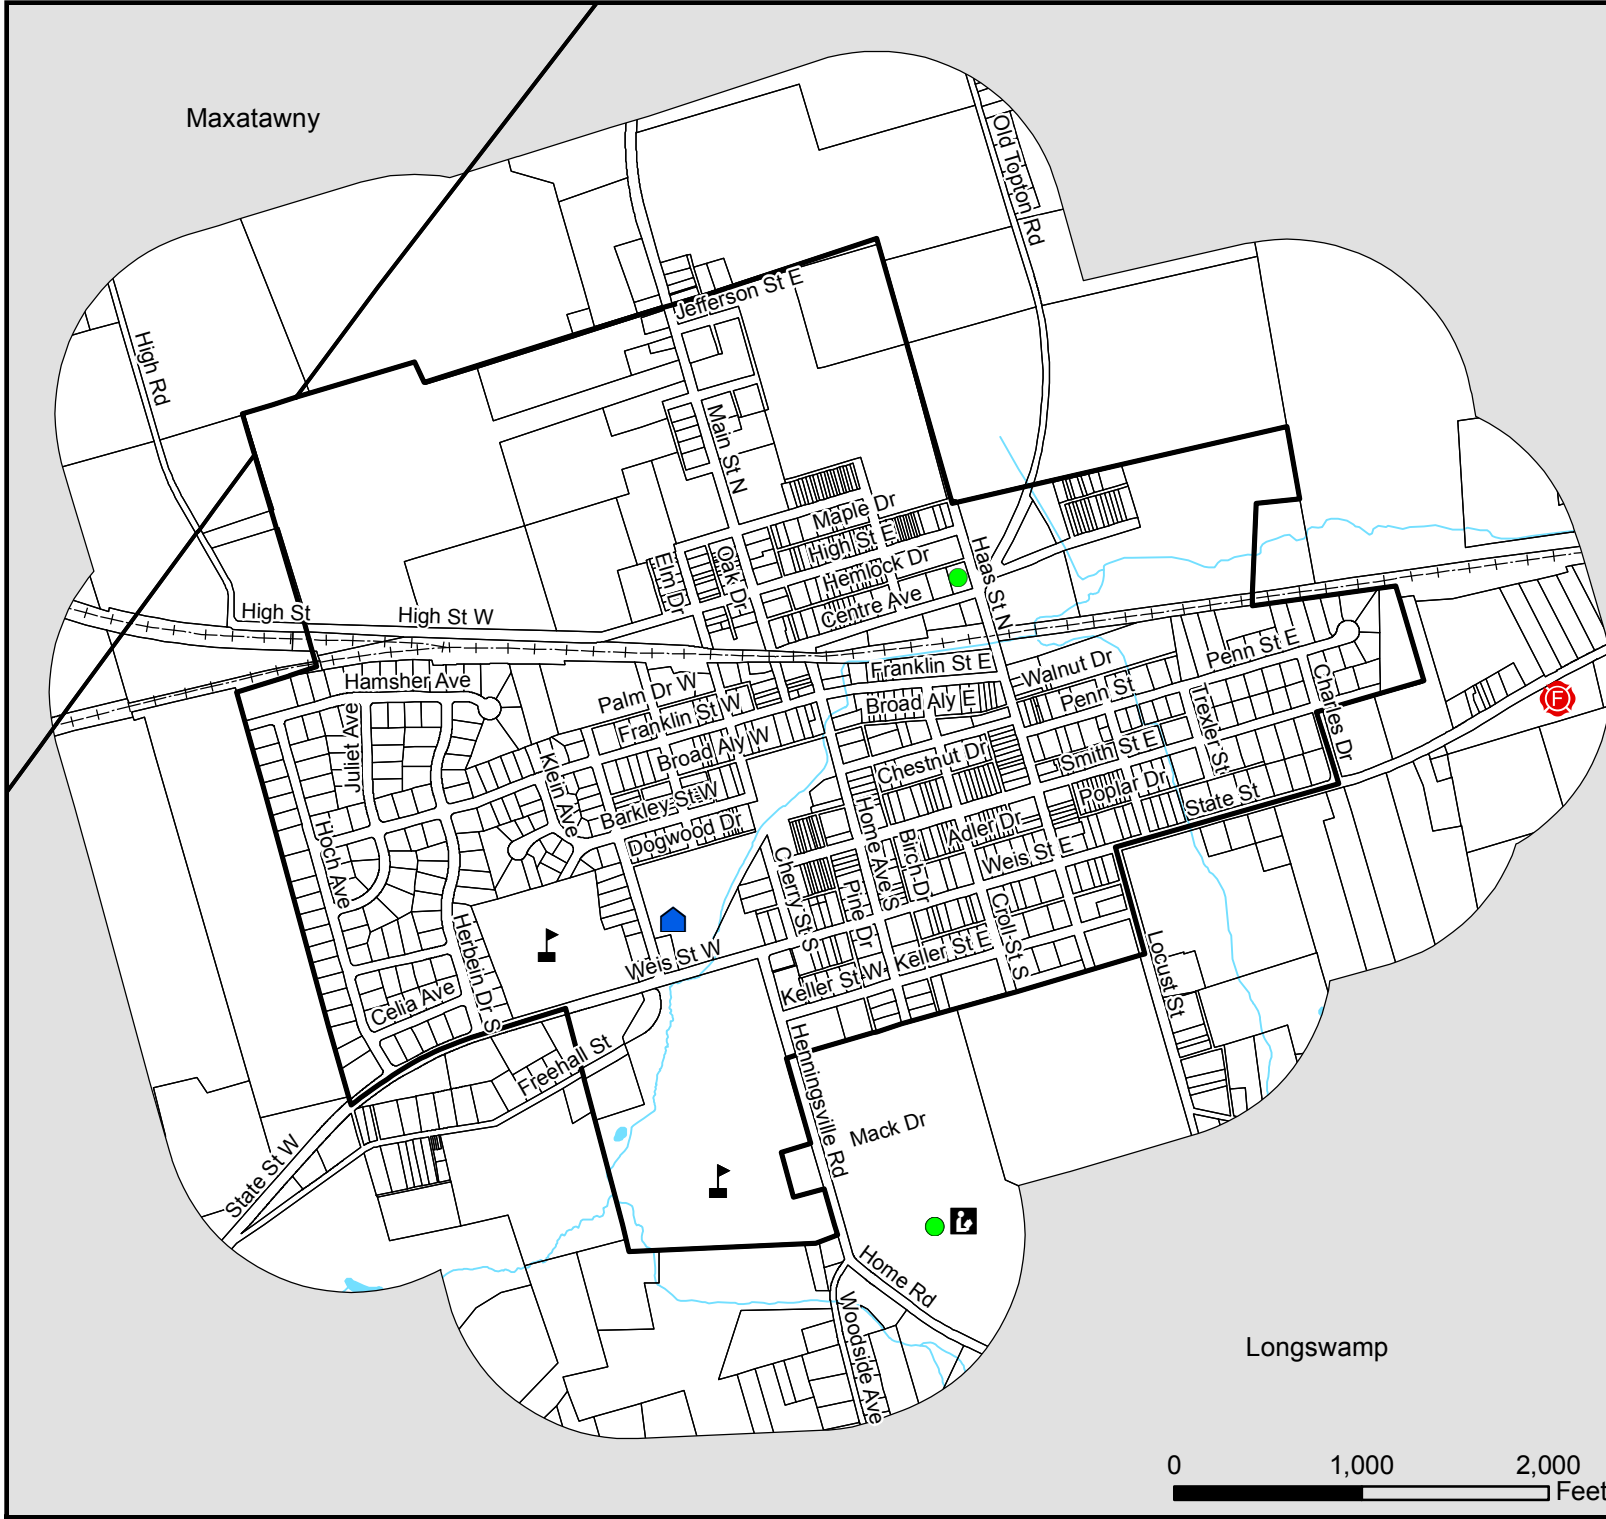 Maxatawny
Old Topton Rd
Jefferson St E
High Rd
Main St N
Maple Dr
High St E
Hemlock Dr
Centre Ave
Elm Dr
Oak Dr
Haas St N
High St
High St W
Franklin St E
Walnut Dr
Penn St E
Hamsher Ave
Palm Dr W
Franklin St W
Broad Aly E
Penn St
Charles Dr
Trexler St
F
Juliet Ave
Broad Aly W
Chestnut Dr
Smith St E
Klein Ave
Barkley St W
Poplar Dr
State St
Dogwood Dr
Home Ave S
Birch Dr
Adler Dr
Weis St E
Hoch Ave
Cherry St S
Pine Dr
Croll St S
Herbein Dr S
Weis St W
Keller St E
Keller St W
Locust St
Celia Ave
Freehall St
Henningsville Rd
Mack Dr
State St W
Home Rd
Woodside Ave
Longswamp
0 1,000 2,000
Feet